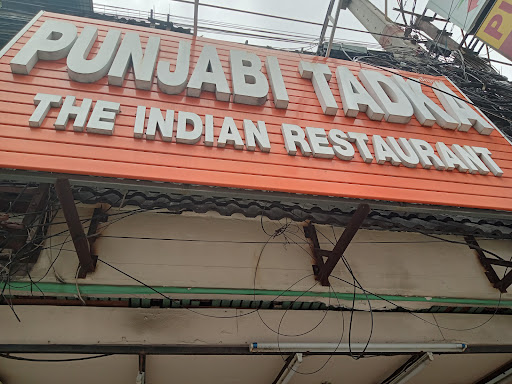 PUNJABI TADKA
THE INDIAN RESTAURANT